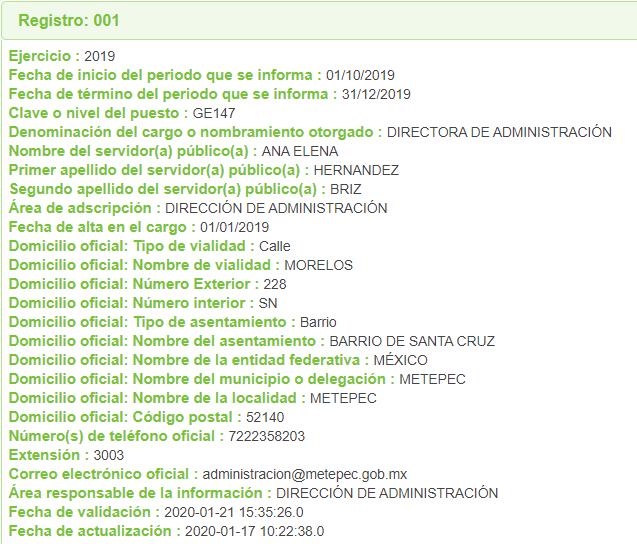 Registro: 001
Ejercicio : 2019
Fecha de inicio del periodo que se informa : 01/10/2019
Fecha de término del periodo que se informa : 31/12/2019
Clave o nivel del puesto : GE147
Denominación del cargo o nombramiento otorgado : DIRECTORA DE ADMINISTRACIÓN
Nombre del servidor(a) público(a) : ANA ELENA
Primer apellido del servidor(a) público(a) : HERNANDEZ
Segundo apellido del servidor(a) público(a) : BRIZ
Área de adscripción : DIRECCIÓN DE ADMINISTRACIÓN
Fecha de alta en el cargo : 01/01/2019
Domicilio oficial: Tipo de vialidad : Calle
Domicilio oficial: Nombre de vialidad : MORELOS
Domicilio oficial: Número Exterior : 228
Domicilio oficial: Número interior : SN
Domicilio oficial: Tipo de asentamiento : Barrio
Domicilio oficial: Nombre del asentamiento : BARRIO DE SANTA CRUZ
Domicilio oficial: Nombre de la entidad federativa : MÉXICO
Domicilio oficial: Nombre del municipio o delegación : METEPEC
Domicilio oficial: Nombre de la localidad : METEPEC
Domicilio oficial: Código postal : 52140
Número(s) de teléfono oficial : 7222358203
Extensión : 3003
Correo electrónico oficial : administracion@metepec.gob.mx
Área responsable de la información : DIRECCIÓN DE ADMINISTRACIÓN
Fecha de validación : 2020-01-21 15:35:26.0
Fecha de actualización : 2020-01-17 10:22:38.0